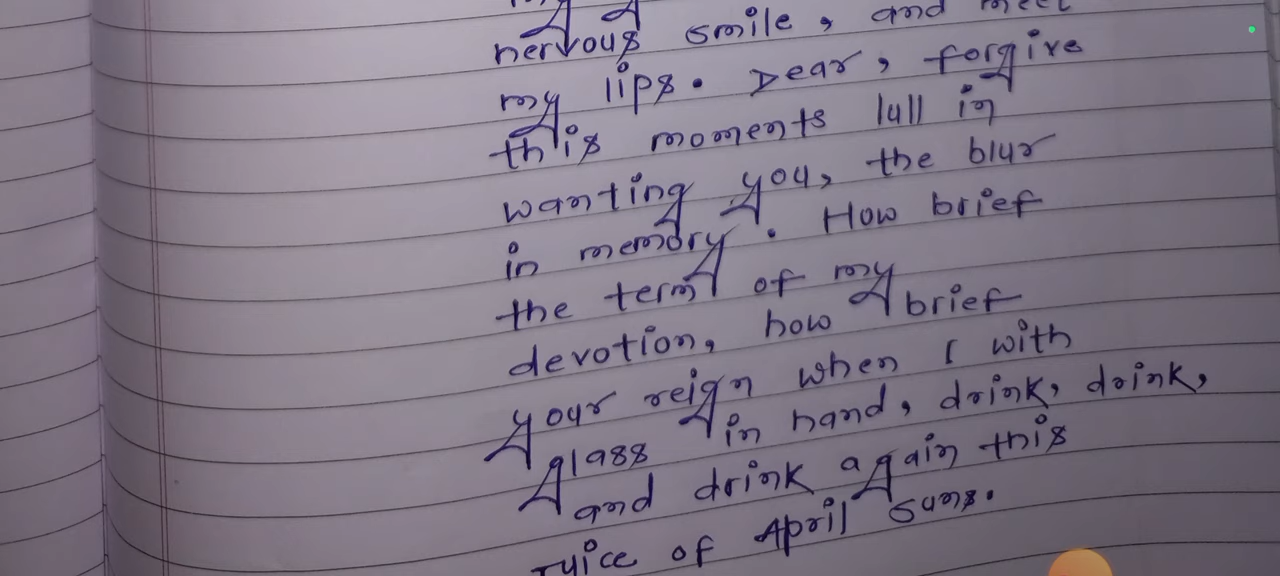 nervous smile, and meet
my lips. Dear, forgive
this moments lull in
wanting you, the blur
in memory. How brief
the term of my
devotion, how brief
your reign when I with
glass in hand, drink, drink,
and drink again this
juice of April suns.